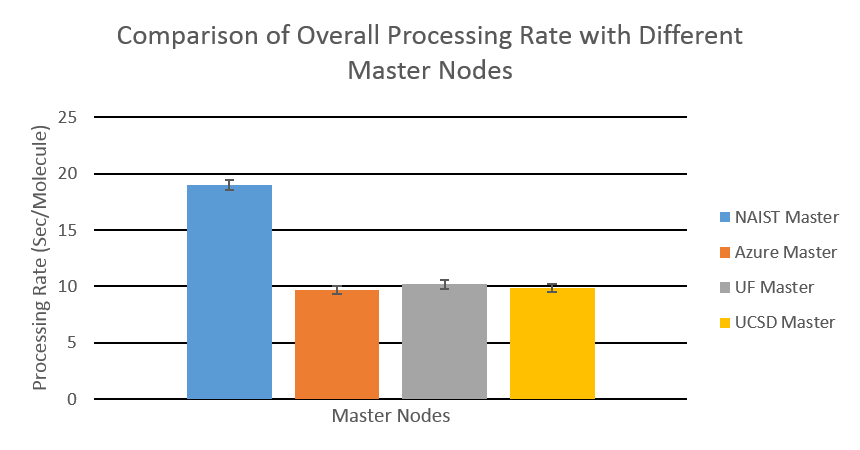 Comparison of Overall Processing Rate with Different
Master Nodes
Processing Rate (Sec/Molecule)
25
20
15
10
5
0
Master Nodes
NAIST Master
Azure Master
UF Master
UCSD Master